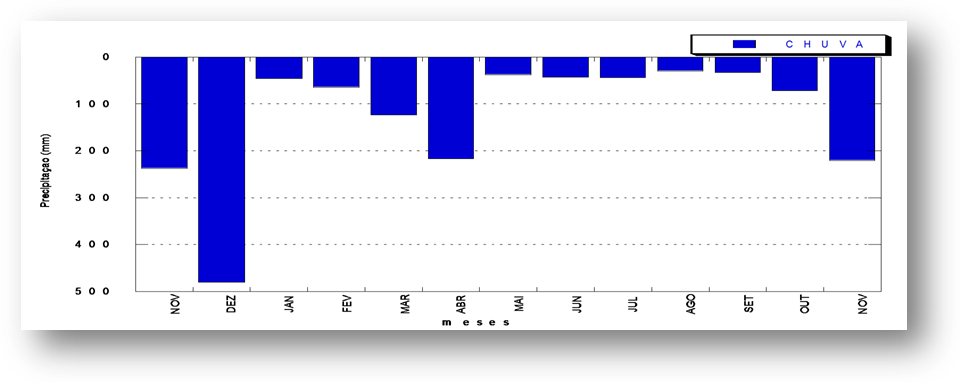 C H U V A
Precipitaçao (mm)
0
1 0 0
2 0 0
3 0 0
4 0 0
5 0 0
NOV DEZ JAN FEV MAR ABR MAI JUN JUL AGO SET OUT NOV
m e s e s